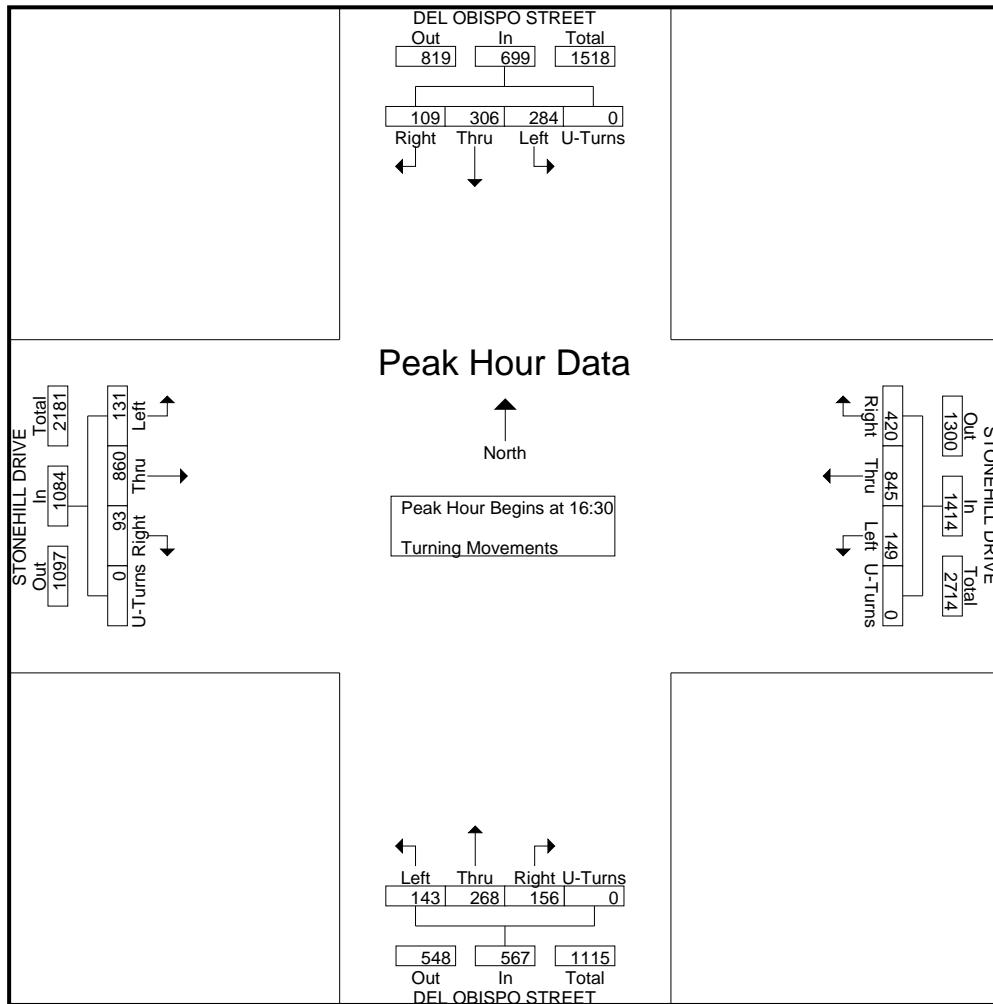 DEL OBISPO STREET
Out In Total
819 699 1518
109 306 284 0
Right Thru Left U-Turns
Peak Hour Data
North
Peak Hour Begins at 16:30
Turning Movements
STONEHILL DRIVE
Total In Out
2181 1084 1097
131 860 93 0
Left Thru Right U-Turns
STONEHILL DRIVE
Out In Total
1300 1414 2714
420 845 149 0
Right Thru Left U-Turns
Left Thru Right U-Turns
143 268 156 0
548 567 1115
Out In Total
DEL OBISPO STREET